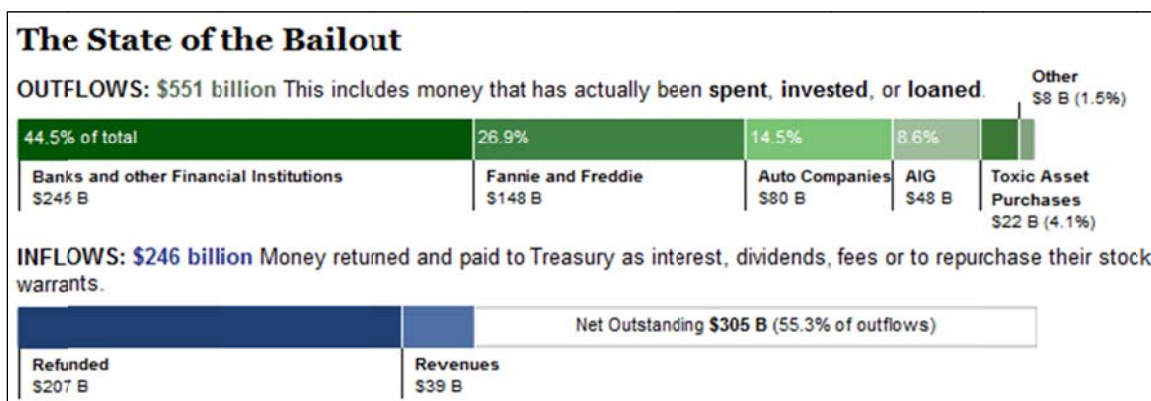 The State of the Bailout
OUTFLOWS: $551 billion This includes money that has actually been spent, invested, or loaned.
Other
$8 B (1.5%)
44.5% of total
26.9%
14.5%
8.6%
Banks and other Financial Institutions
$245 B
Fannie and Freddie
$148 B
Auto Companies
$80 B
AIG
$48 B
Toxic Asset
Purchases
$22 B (4.1%)
INFLOWS: $246 billion Money returned and paid to Treasury as interest, dividends, fees or to repurchase their stock
warrants.
Net Outstanding $305 B (55.3% of outflows)
Refunded
$207 B
Revenues
$39 B